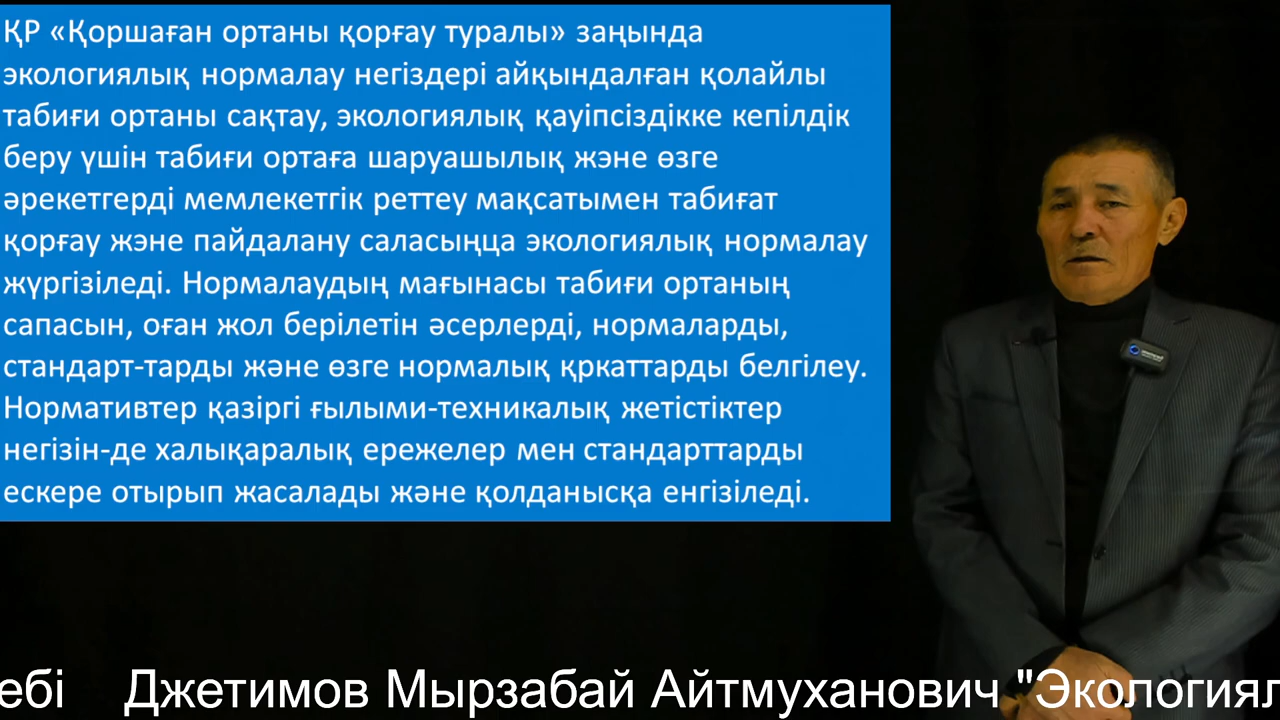 ҚР «Қоршаған ортаны қорғау туралы» заңында
экологиялық нормалау негіздері айқындалған қолайлы
табиғи ортаны сақтау, экологиялық қауіпсіздікке кепілдік
беру үшін табиғи ортаға шаруашылық жэне өзге
әрекетгерді мемлекетгік реттеу мақсатымен табиғат
қорғау жэне пайдалану саласыңца экологиялық нормалау
жүргізіледі. Нормалаудың мағынасы табиғи ортаның
сапасын, оған жол берілетін әсерлерді, нормаларды,
стандарт-тарды және өзге нормалық қркаттарды белгілеу.
Нормативтер қазіргі ғылыми-техникалық жетістіктер
негізін-де халықаралық ережелер мен стандарттарды
ескере отырып жасалады және қолданысқа енгізіледі.
ебі Джетимов Мырзабай Айтмуханович "Экологиял